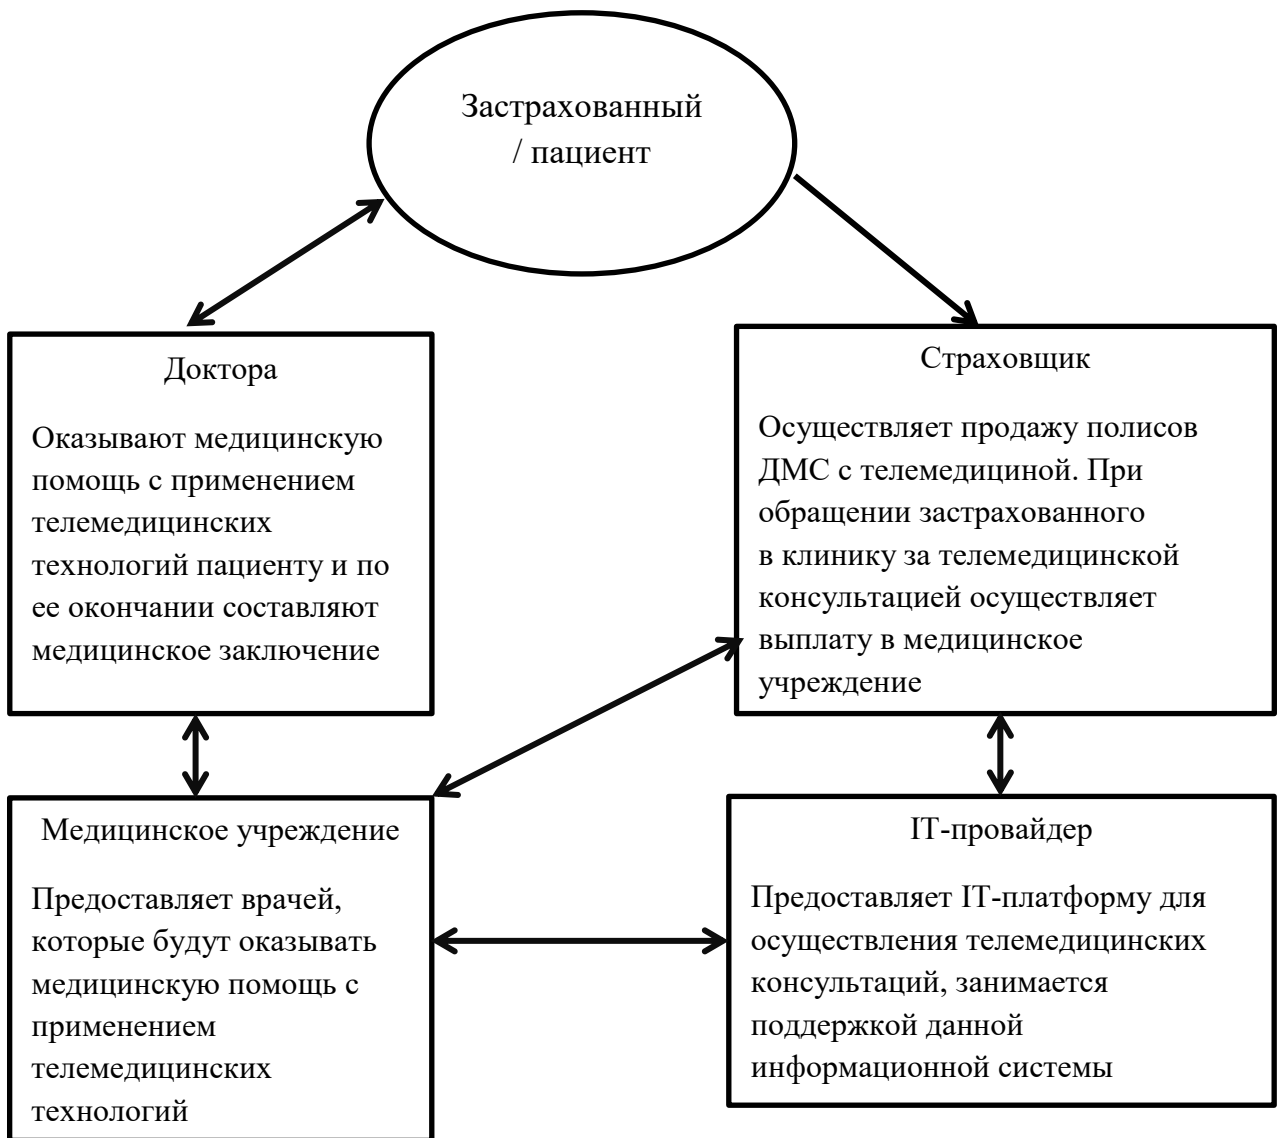 Застрахованный
/ пациент
Доктора
Оказывают медицинскую
помощь с применением
телемедицинских
технологий пациенту и по
ее окончании составляют
медицинское заключение
Страховщик
Осуществляет продажу полисов
ДМС с телемедициной. При
обращении застрахованного
в клинику за телемедицинской
консультацией осуществляет
выплату в медицинское
учреждение
Медицинское учреждение
Предоставляет врачей,
которые будут оказывать
медицинскую помощь с
применением
телемедицинских
технологий
IT-провайдер
Предоставляет IT-платформу для
осуществления телемедицинских
консультаций, занимается
поддержкой данной
информационной системы